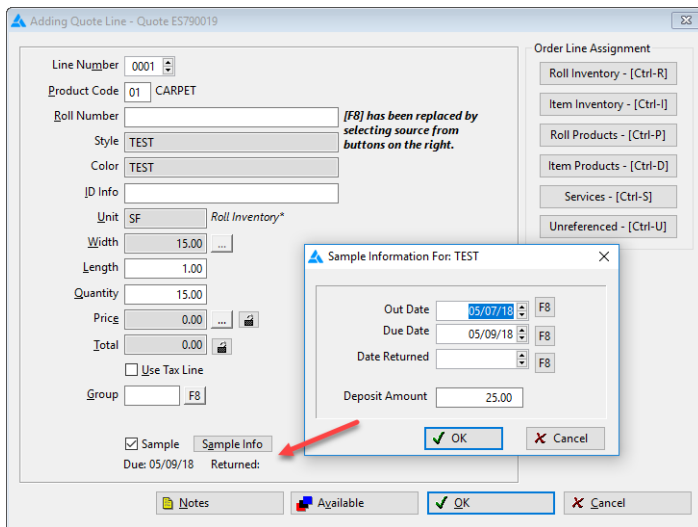 Adding Quote Line - Quote ES790019
Line Number 0001
Product Code 01 CARPET
Roll Number
[F8] has been replaced by
selecting source from
buttons on the right.
Style TEST
Color TEST
ID Info
Unit SF Roll Inventory*
Width 15.00 ...
Length 1.00
Quantity 15.00
Price 0.00 ...
Total 0.00
Use Tax Line
Group F8
Sample Sample Info
Due: 05/09/18 Returned:
Order Line Assignment
Roll Inventory - [Ctrl-R]
Item Inventory - [Ctrl-I]
Roll Products - [Ctrl-P]
Item Products - [Ctrl-D]
Services - [Ctrl-S]
Unreferenced - [Ctrl-U]
Sample Information For: TEST
Out Date 05/07/18 F8
Due Date 05/09/18 F8
Date Returned F8
Deposit Amount 25.00
OK Cancel
Notes Available OK Cancel